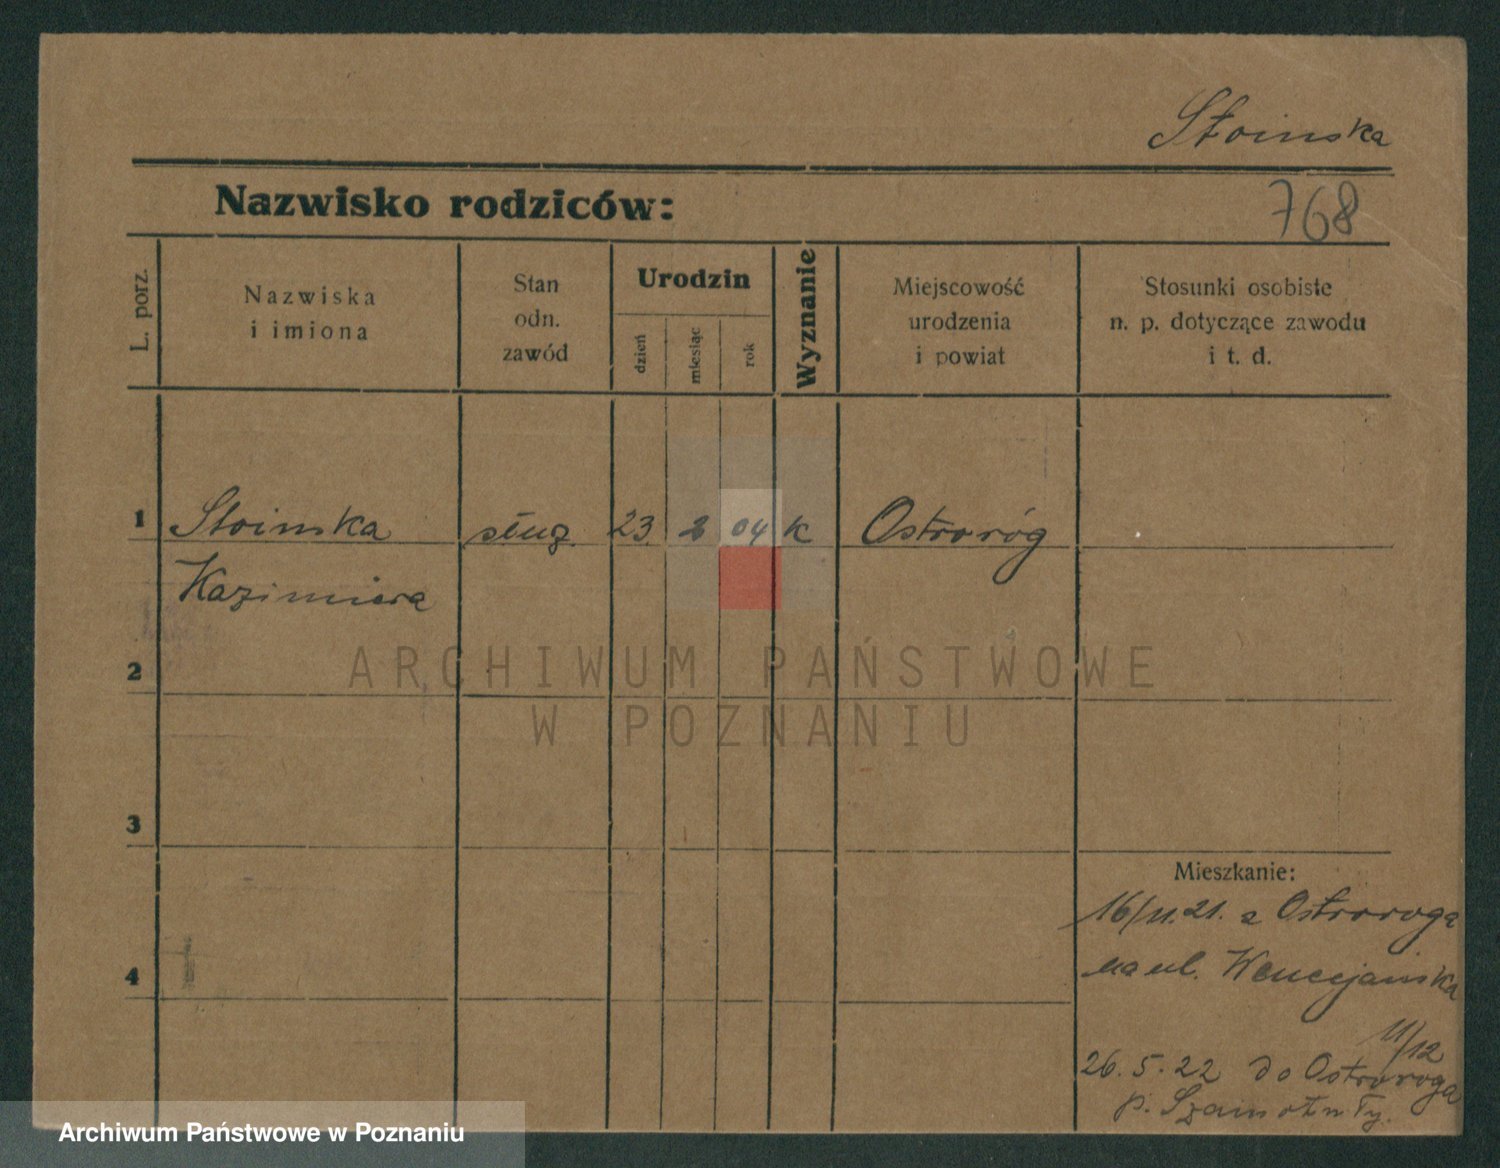 Stoinska
Nazwisko rodziców:
768
L. porz.
Nazwiska
i imiona
Stan
odn.
zawód
Urodzin
dzień
miesiąc
rok
Wyznanie
Miejscowość
urodzenia
i powiat
Stosunki osobiste
n. p. dotyczące zawodu
i t. d.
1 Stoinska służ. 23 2 04 k Ostroróg
Kazimiera
2
ARCHIWUM PAŃSTWOWE
W POZNANIU
3
Mieszkanie:
16/11.21. z Ostroroga
na ul. Wenecjańska
4
11/12
26.5.22 do Ostroroga
p. Szamotuły.
Archiwum Państwowe w Poznaniu